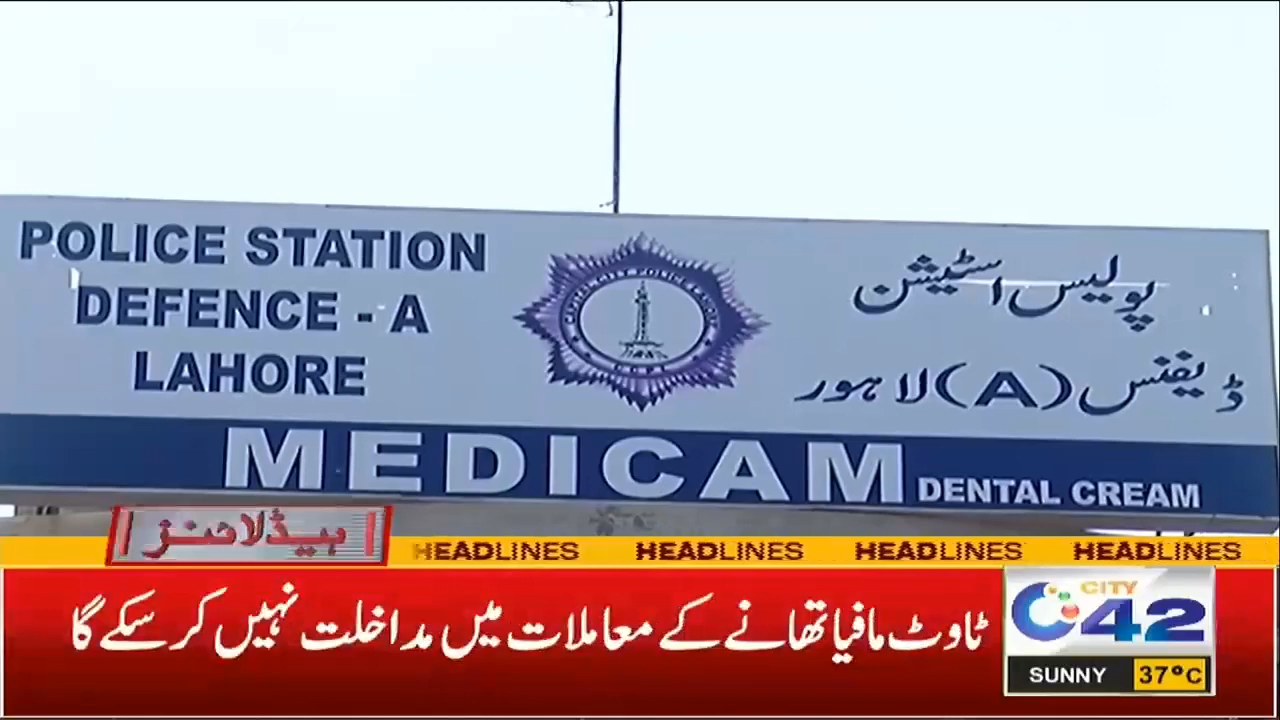 POLICE STATION
DEFENCE - A
LAHORE
پولیس اسٹیشن
ڈیفنس (A) لاہور
MEDICAM DENTAL CREAM
ہیڈلائنز
HEADLINES HEADLINES HEADLINES HEADLINES
ٹاوٹ مافیا تھانے کے معاملات میں مداخلت نہیں کر سکے گا
CITY
42
SUNNY 37°C